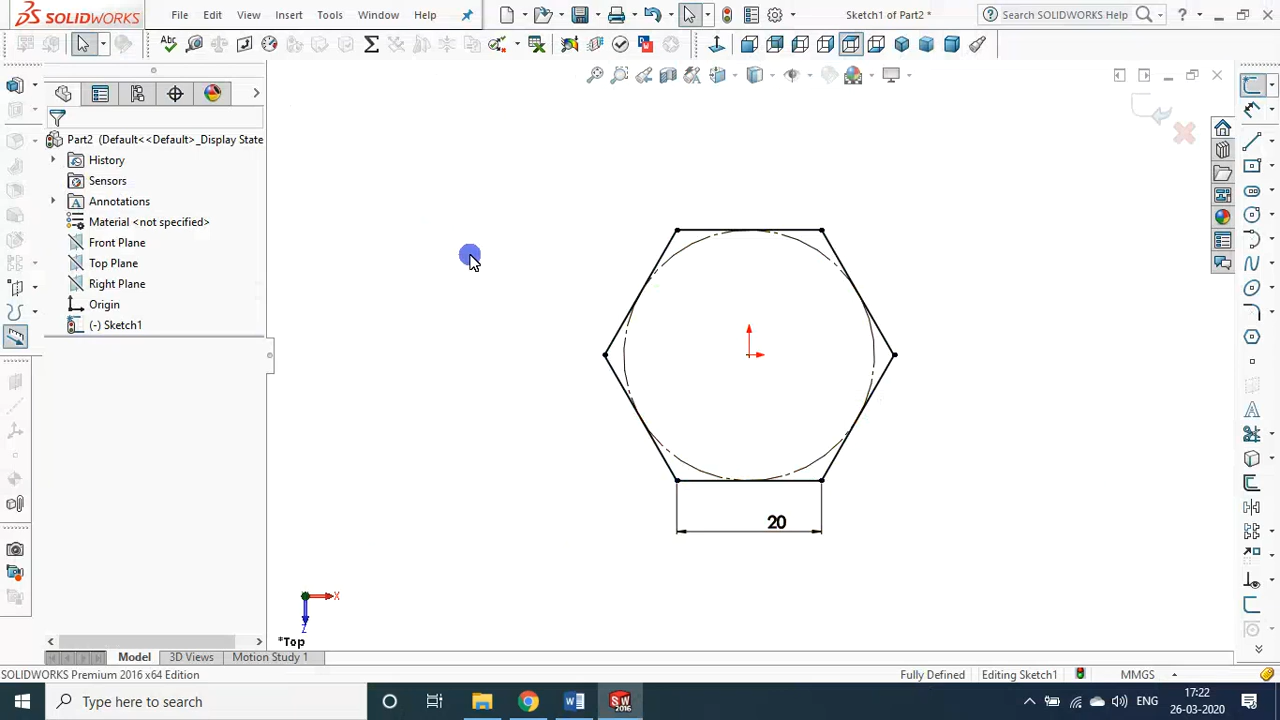 SOLIDWORKS File Edit View Insert Tools Window Help Sketch1 of Part2 * Search SOLIDWORKS Help ?
Part2 (Default<<Default>_Display State
History
Sensors
A Annotations
Material <not specified>
Front Plane
Top Plane
Right Plane
Origin
(-) Sketch1
20
X
Z
*Top
Model 3D Views Motion Study 1
SOLIDWORKS Premium 2016 x64 Edition Fully Defined Editing Sketch1 MMGS
Type here to search SW 2016 ENG 17:22
26-03-2020